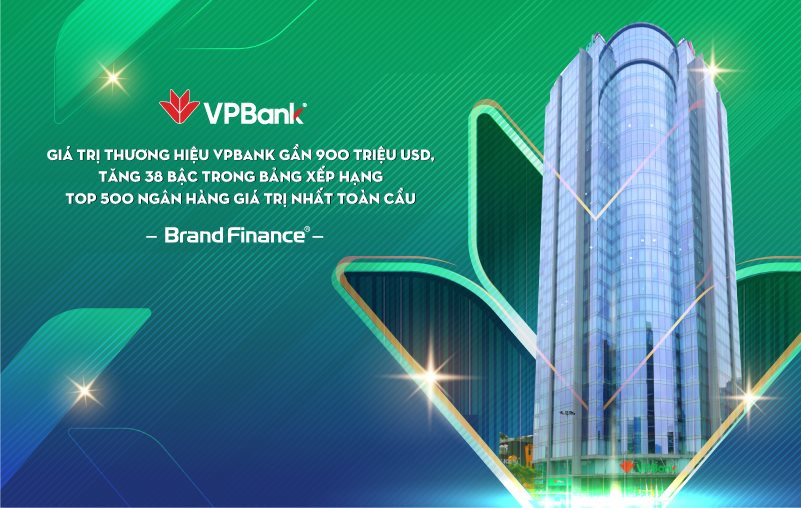 VPBank®
GIÁ TRỊ THƯƠNG HIỆU VPBANK GẦN 900 TRIỆU USD,
TĂNG 38 BẬC TRONG BẢNG XẾP HẠNG
TOP 500 NGÂN HÀNG GIÁ TRỊ NHẤT TOÀN CẦU
– Brand Finance® –
VPBank